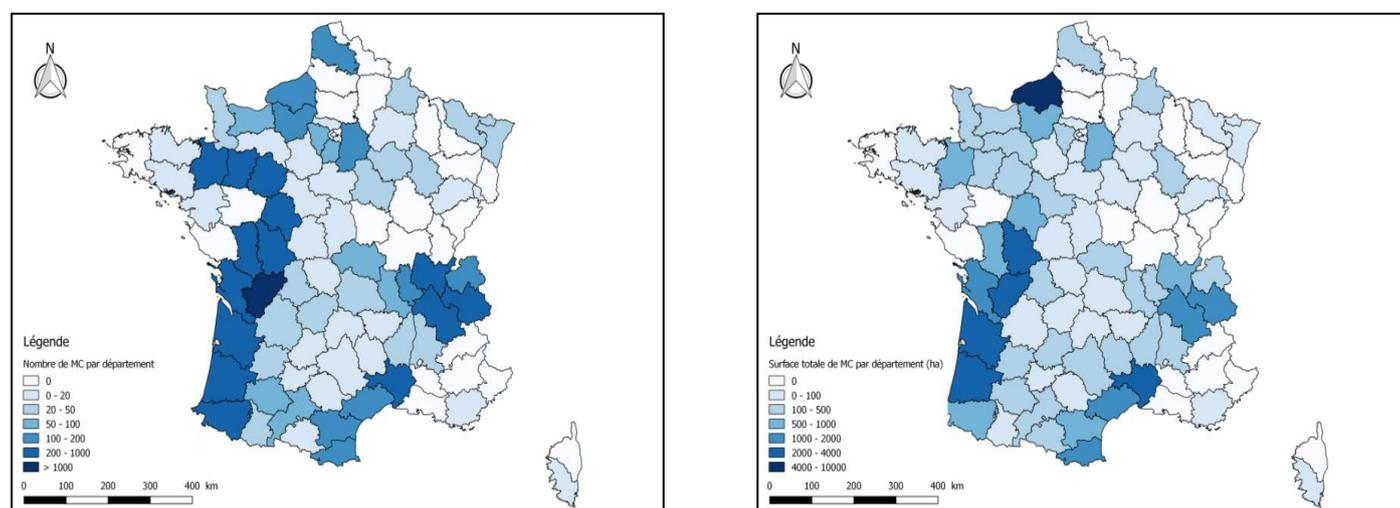 N
Légende
Nombre de MC par département
0
0 - 20
20 - 50
50 - 100
100 - 200
200 - 1000
> 1000
0 100 200 300 400 km
N
Légende
Surface totale de MC par département (ha)
0
0 - 100
100 - 500
500 - 1000
1000 - 2000
2000 - 4000
4000 - 10000
0 100 200 300 400 km